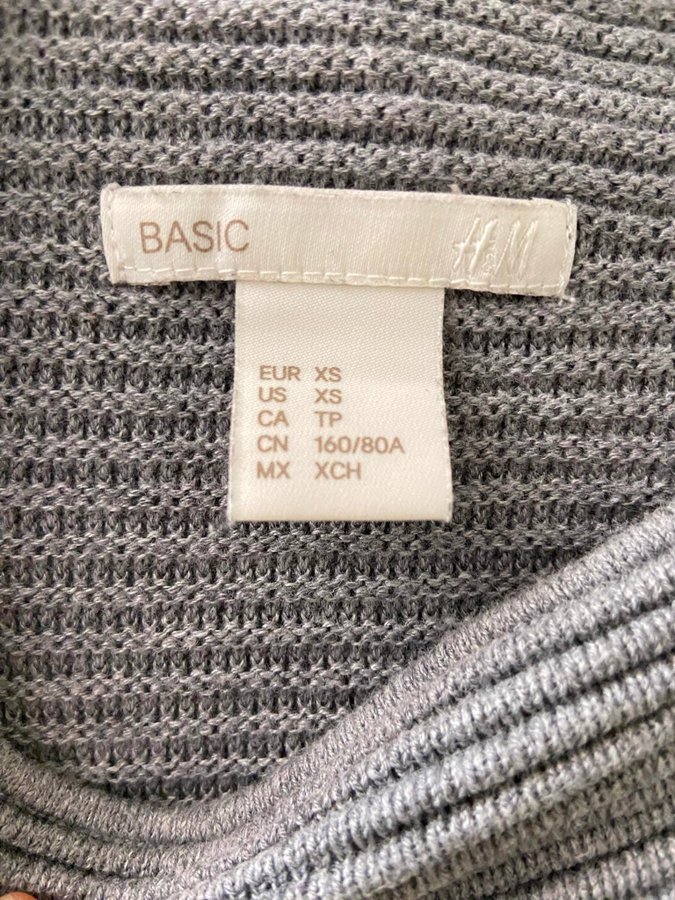 BASIC H&M
EUR XS
US XS
CA TP
CN 160/80A
MX XCH